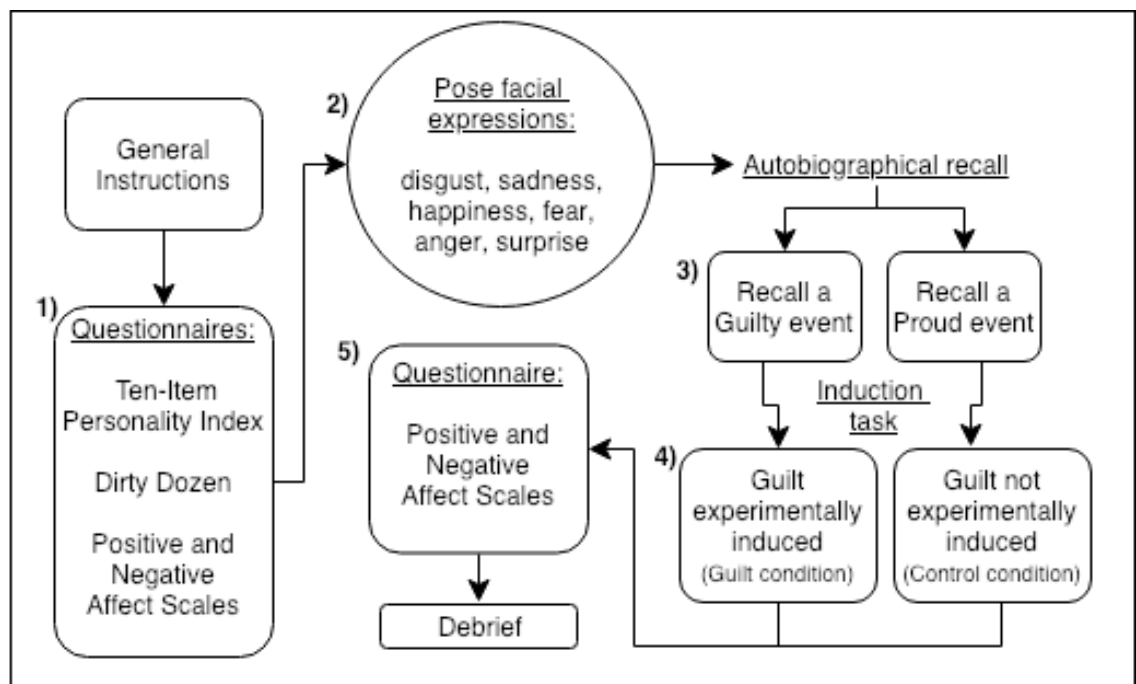 General
Instructions
1)
Questionnaires:
Ten-Item
Personality Index
Dirty Dozen
Positive and
Negative
Affect Scales
2)
Pose facial
expressions:
disgust, sadness,
happiness, fear,
anger, surprise
Autobiographical recall
3)
Recall a
Guilty event
Recall a
Proud event
Induction
task
4)
Guilt
experimentally
induced
(Guilt condition)
Guilt not
experimentally
induced
(Control condition)
5)
Questionnaire:
Positive and
Negative
Affect Scales
Debrief